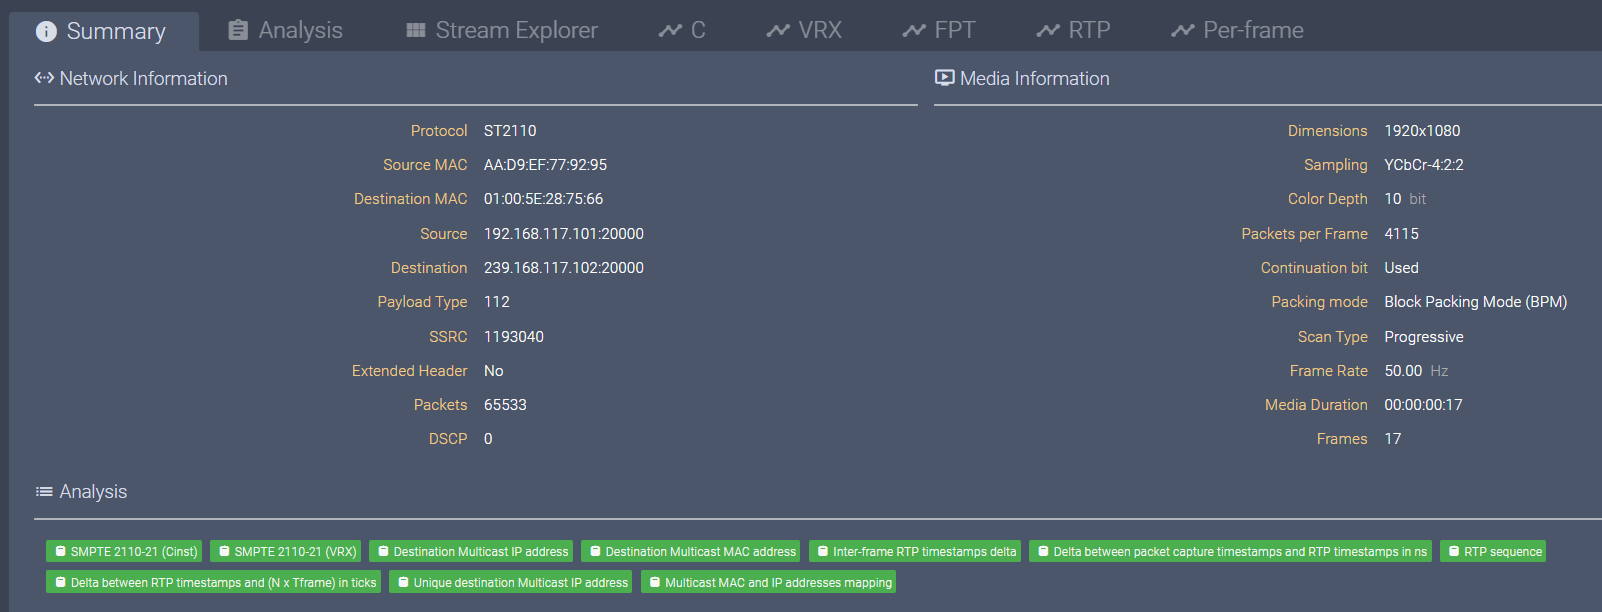 Summary Analysis Stream Explorer C VRX FPT RTP Per-frame
Network Information
Protocol ST2110
Source MAC AA:D9:EF:77:92:95
Destination MAC 01:00:5E:28:75:66
Source 192.168.117.101:20000
Destination 239.168.117.102:20000
Payload Type 112
SSRC 1193040
Extended Header No
Packets 65533
DSCP 0
Media Information
Dimensions 1920x1080
Sampling YCbCr-4:2:2
Color Depth 10 bit
Packets per Frame 4115
Continuation bit Used
Packing mode Block Packing Mode (BPM)
Scan Type Progressive
Frame Rate 50.00 Hz
Media Duration 00:00:00:17
Frames 17
Analysis
SMPTE 2110-21 (Cinst) SMPTE 2110-21 (VRX) Destination Multicast IP address Destination Multicast MAC address Inter-frame RTP timestamps delta Delta between packet capture timestamps and RTP timestamps in ns RTP sequence
Delta between RTP timestamps and (N x Tframe) in ticks Unique destination Multicast IP address Multicast MAC and IP addresses mapping